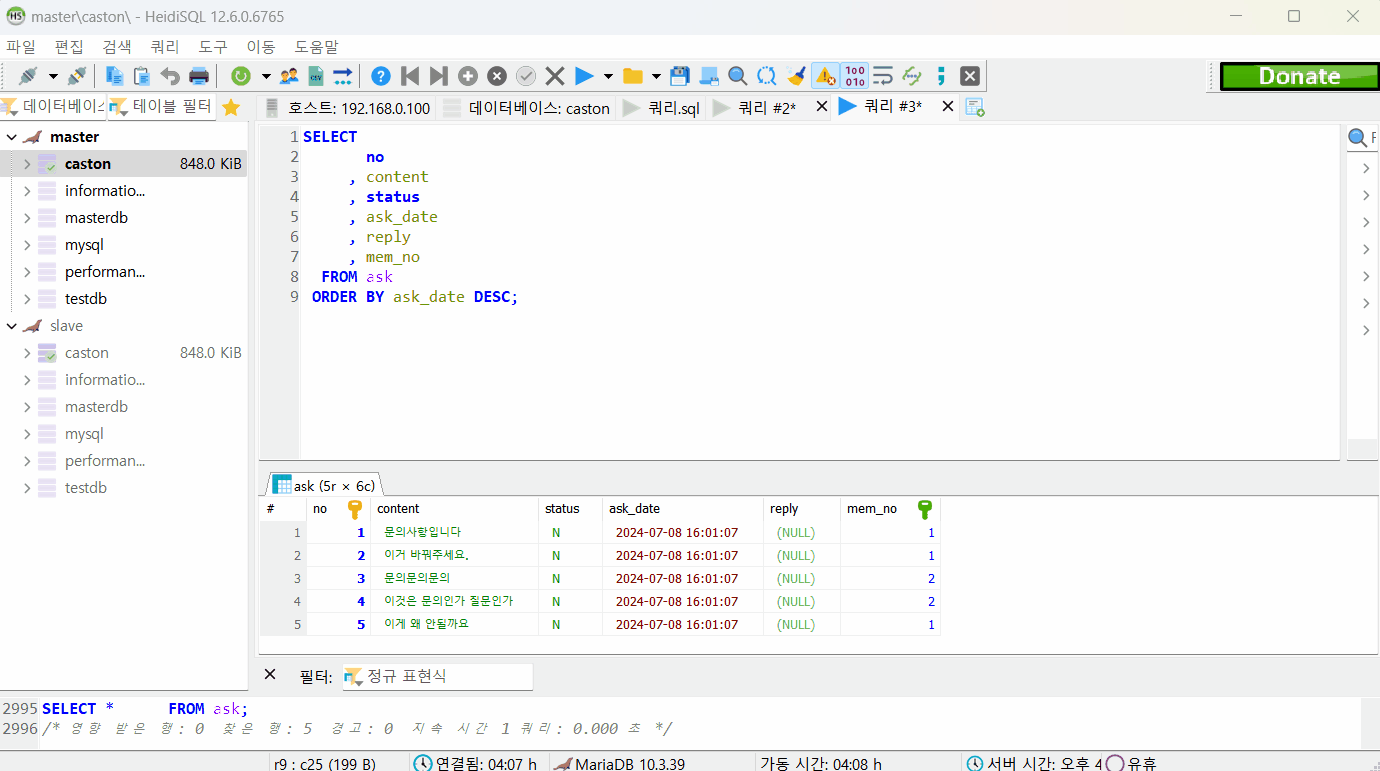 master\caston\ - HeidiSQL 12.6.0.6765
파일 편집 검색 쿼리 도구 이동 도움말
Donate
테이블 필터
호스트: 192.168.0.100 데이터베이스: caston 쿼리.sql 쿼리 #2* 쿼리 #3*
master
caston 848.0 KiB
informatio...
masterdb
mysql
performan...
testdb
slave
caston 848.0 KiB
informatio...
masterdb
mysql
performan...
testdb
1 SELECT
2 no
3 , content
4 , status
5 , ask_date
6 , reply
7 , mem_no
8 FROM ask
9 ORDER BY ask_date DESC;
ask (5r × 6c)
# no content status ask_date reply mem_no
1 1 문의사항입니다 N 2024-07-08 16:01:07 (NULL) 1
2 2 이거 바꿔주세요. N 2024-07-08 16:01:07 (NULL) 1
3 3 문의문의문의 N 2024-07-08 16:01:07 (NULL) 2
4 4 이것은 문의인가 질문인가 N 2024-07-08 16:01:07 (NULL) 2
5 5 이게 왜 안될까요 N 2024-07-08 16:01:07 (NULL) 1
필터: 정규 표현식
2995 SELECT * FROM ask;
2996 /* 영향 받은 행: 0 찾은 행: 5 경고: 0 지속 시간 1 쿼리: 0.000 초 */
r9 : c25 (199 B) 연결됨: 04:07 h MariaDB 10.3.39 가동 시간: 04:08 h 서버 시간: 오후 4 유휴